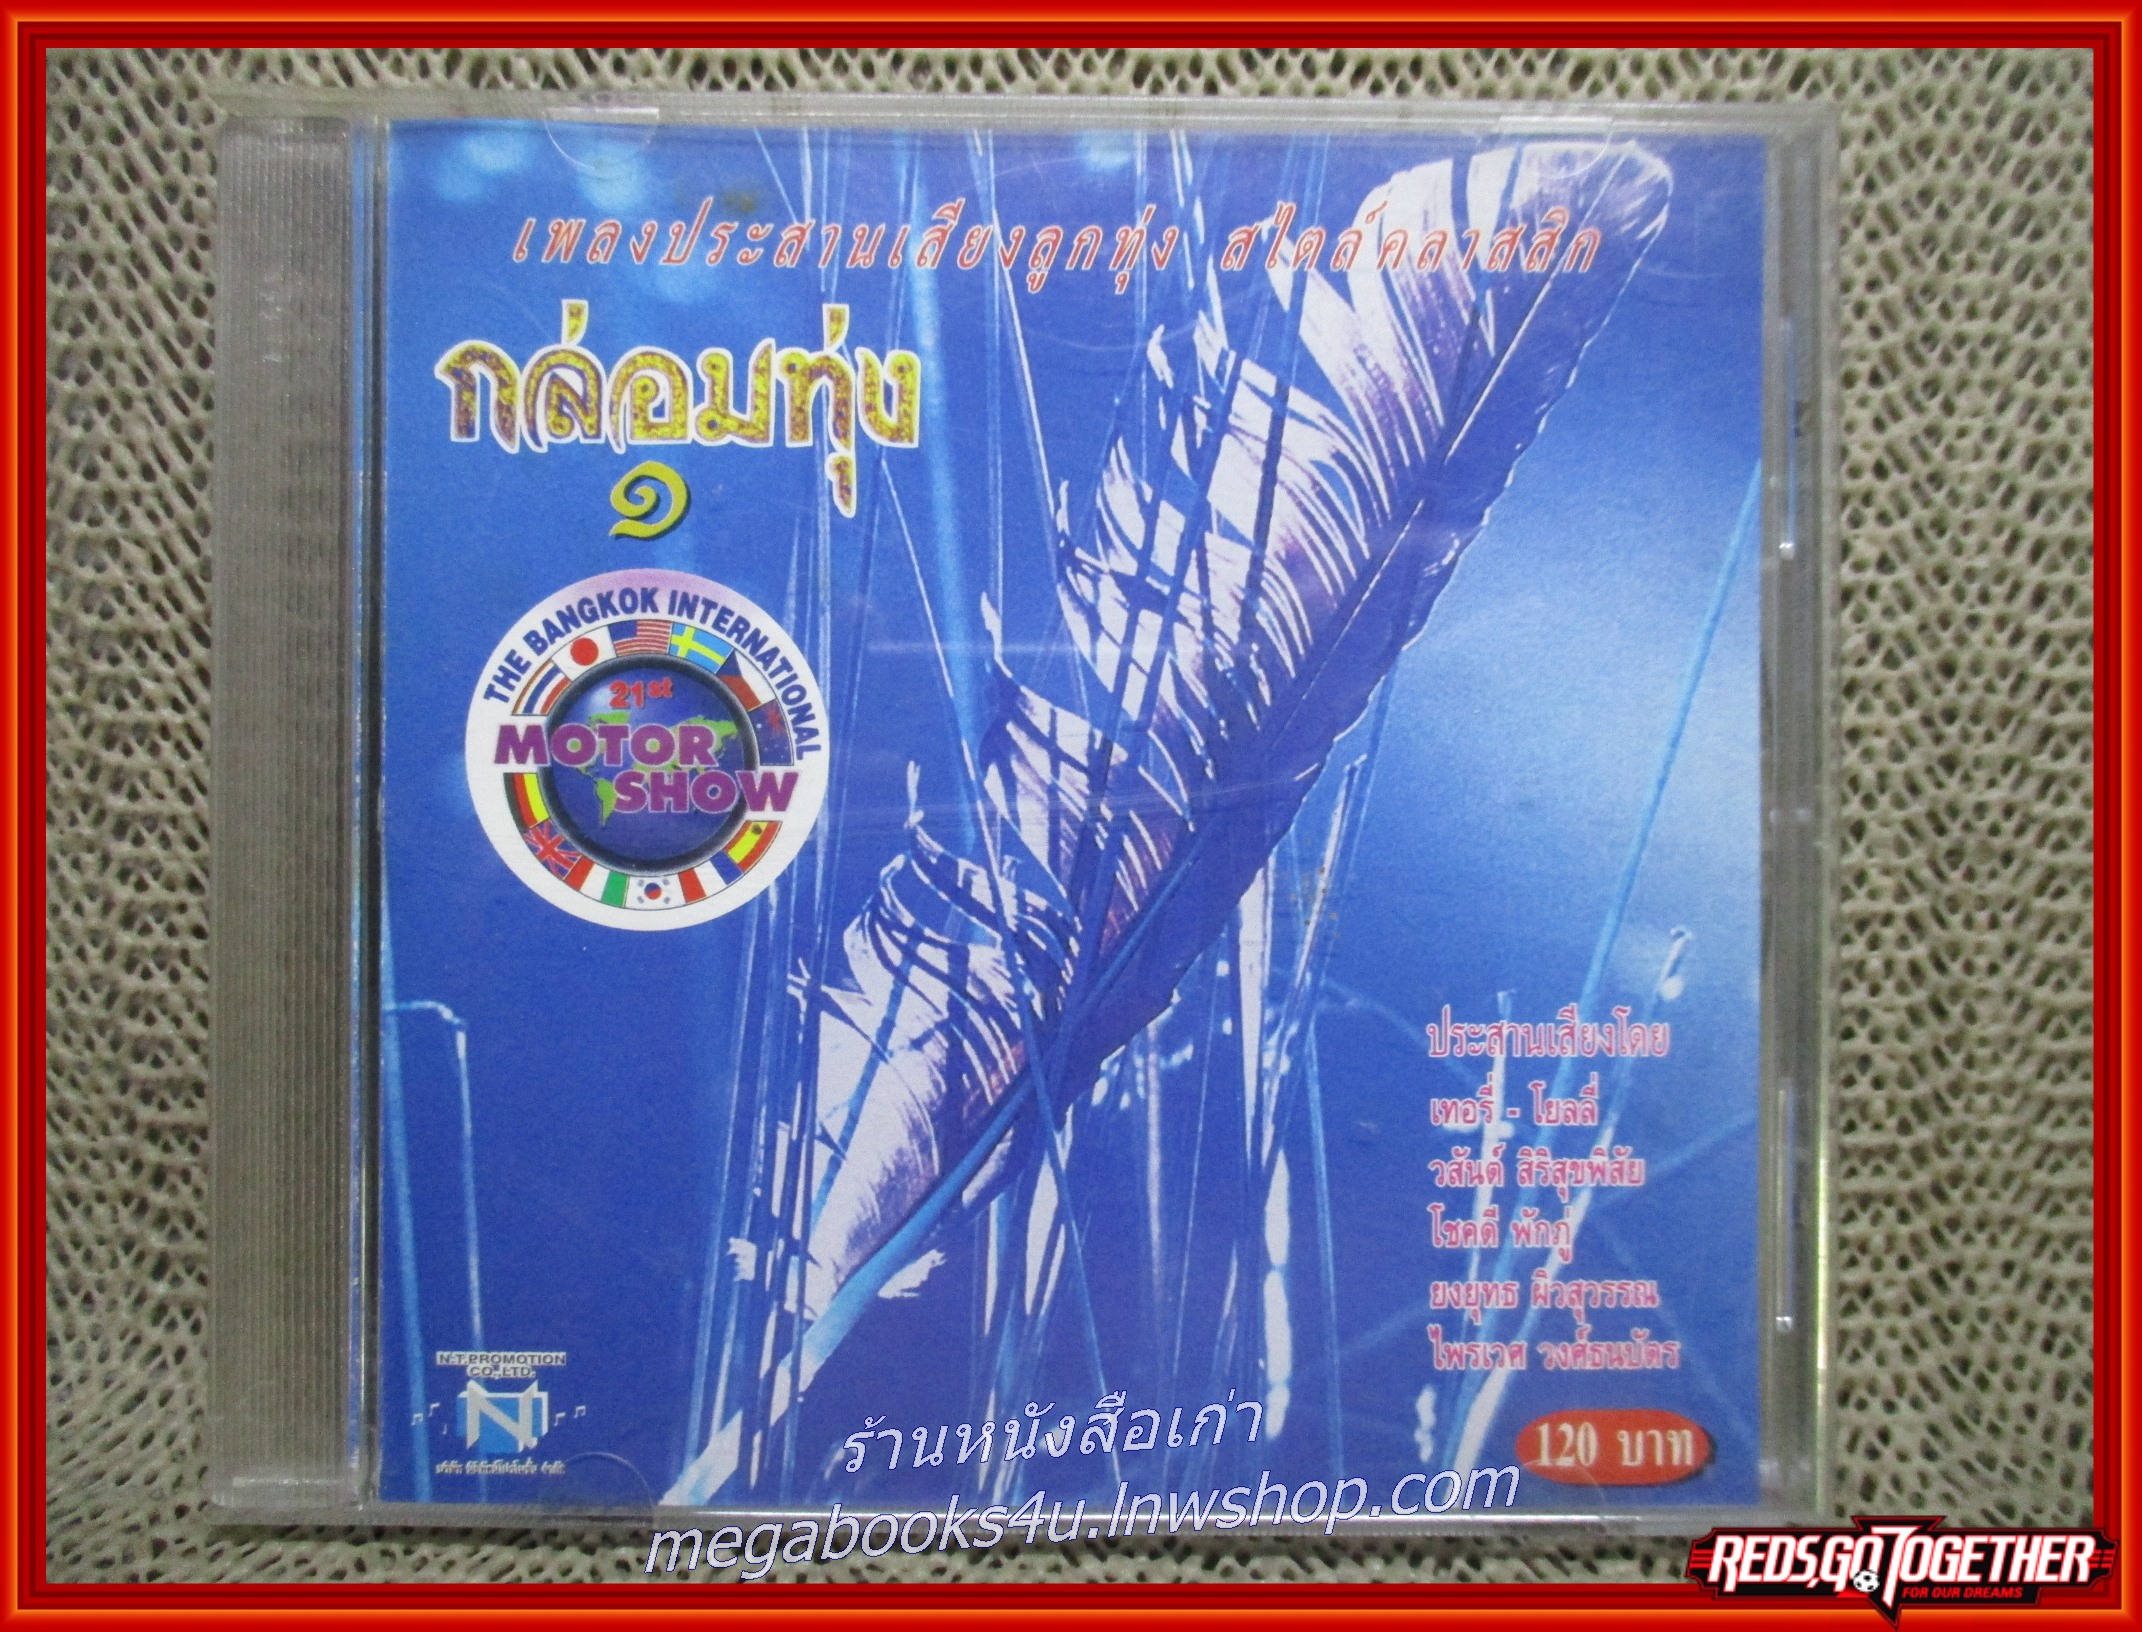 เพลงประสานเสียงลูกทุ่ง สไตล์คลาสสิก
กล่อมทุ่ง
๑
THE BANGKOK INTERNATIONAL
21st
MOTOR
SHOW
ประสานเสียงโดย
เทอรี่ - โยลลี่
วสันต์ สิริสุขพิสัย
โชคดี พักภู่
ยงยุทธ ผิวสุวรรณ
ไพรเวศ วงศ์ธนบัตร
120 บาท
N.T.PROMOTION
CO.,LTD.
N
ร้านหนังสือเก่า
megabooks4u.lnwshop.com
REDS, GO TOGETHER
FOR OUR DREAMS